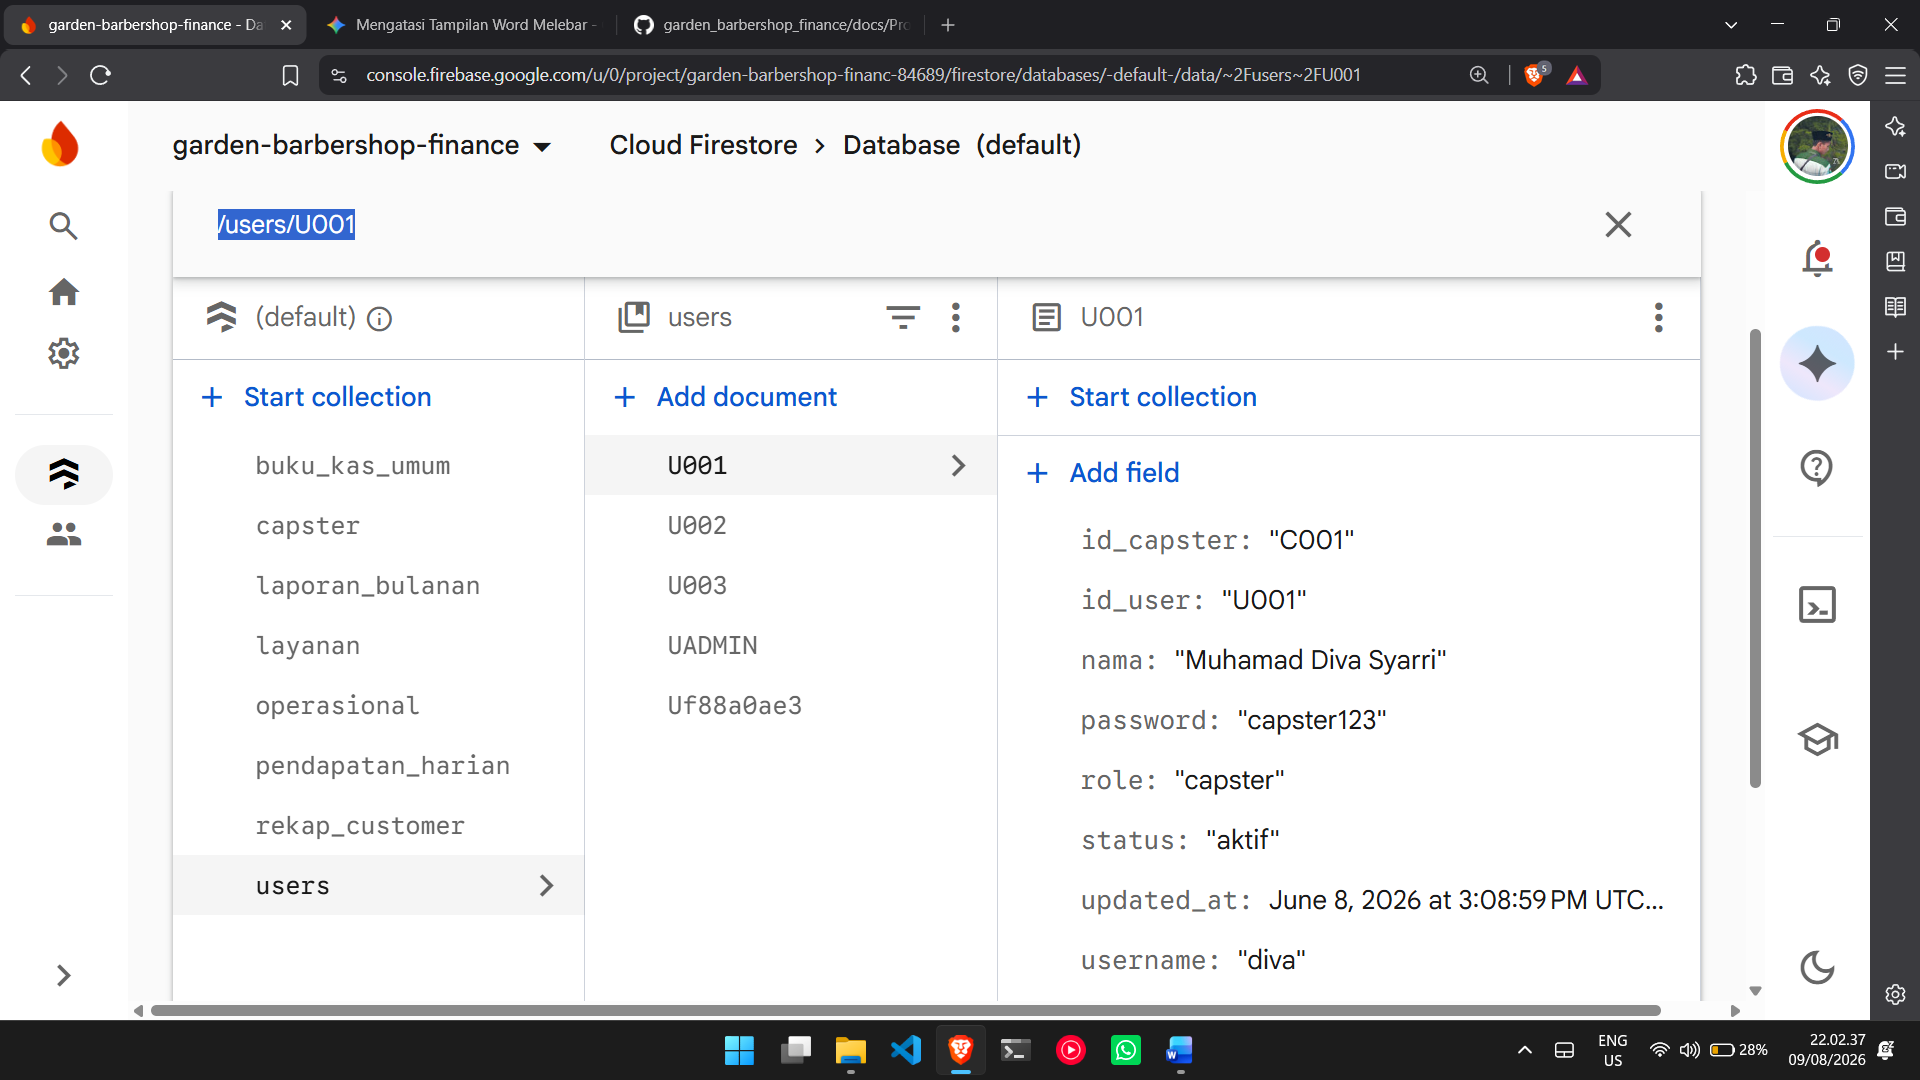 garden-barbershop-finance - Da
Mengatasi Tampilan Word Melebar -
garden_barbershop_finance/docs/Pro
console.firebase.google.com/u/0/project/garden-barbershop-financ-84689/firestore/databases/-default-/data/~2Fusers~2FU001
5
garden-barbershop-finance
Cloud Firestore > Database (default)
/users/U001
(default)
users
U001
Start collection
Add document
Start collection
buku_kas_umum
capster
laporan_bulanan
layanan
operasional
pendapatan_harian
rekap_customer
users
U001
U002
U003
UADMIN
Uf88a0ae3
Add field
id_capster: "C001"
id_user: "U001"
nama: "Muhamad Diva Syarri"
password: "capster123"
role: "capster"
status: "aktif"
updated_at: June 8, 2026 at 3:08:59 PM UTC...
username: "diva"
ENG
US
28%
22.02.37
09/08/2026